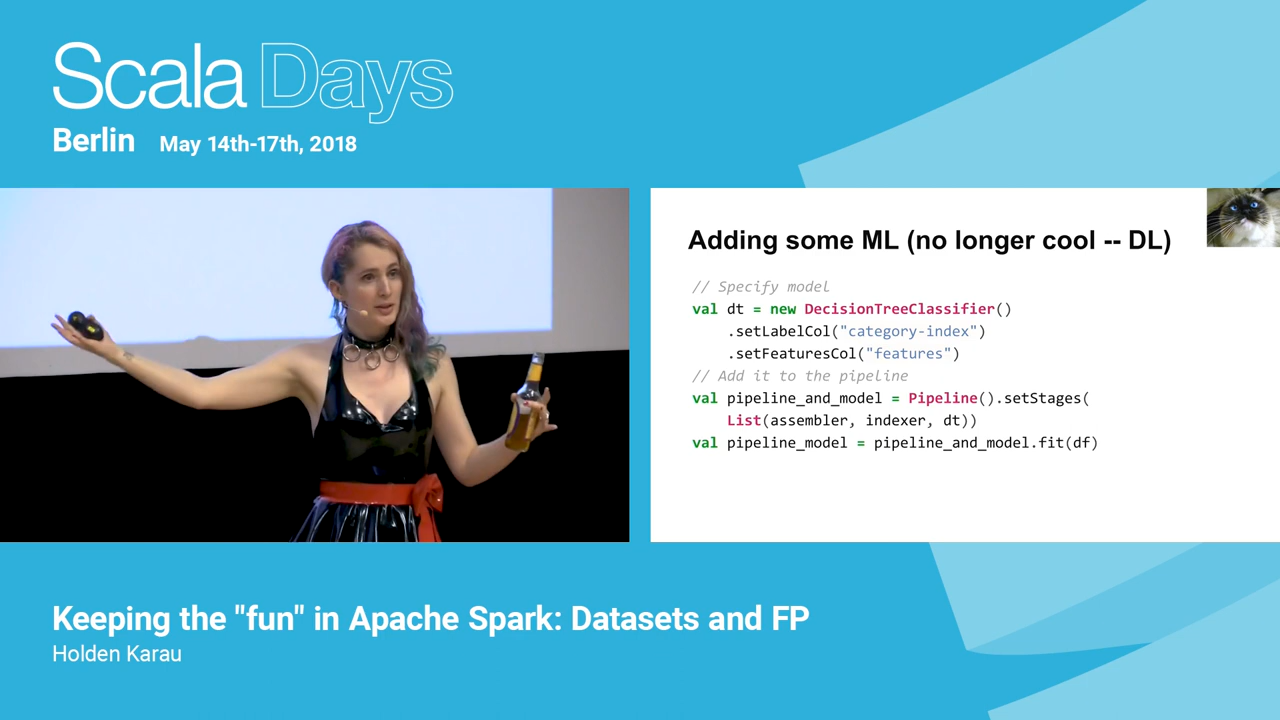 Scala Days
Berlin May 14th-17th, 2018
Adding some ML (no longer cool -- DL)
// Specify model
val dt = new DecisionTreeClassifier()
.setLabelCol("category-index")
.setFeaturesCol("features")
// Add it to the pipeline
val pipeline_and_model = Pipeline().setStages(
List(assembler, indexer, dt))
val pipeline_model = pipeline_and_model.fit(df)
Keeping the "fun" in Apache Spark: Datasets and FP
Holden Karau